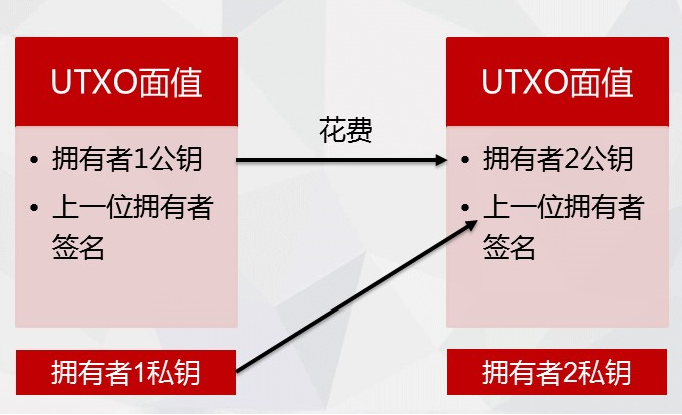 UTXO面值
• 拥有者1公钥
• 上一位拥有者
签名
拥有者1私钥
花费
UTXO面值
• 拥有者2公钥
• 上一位拥有者
签名
拥有者2私钥